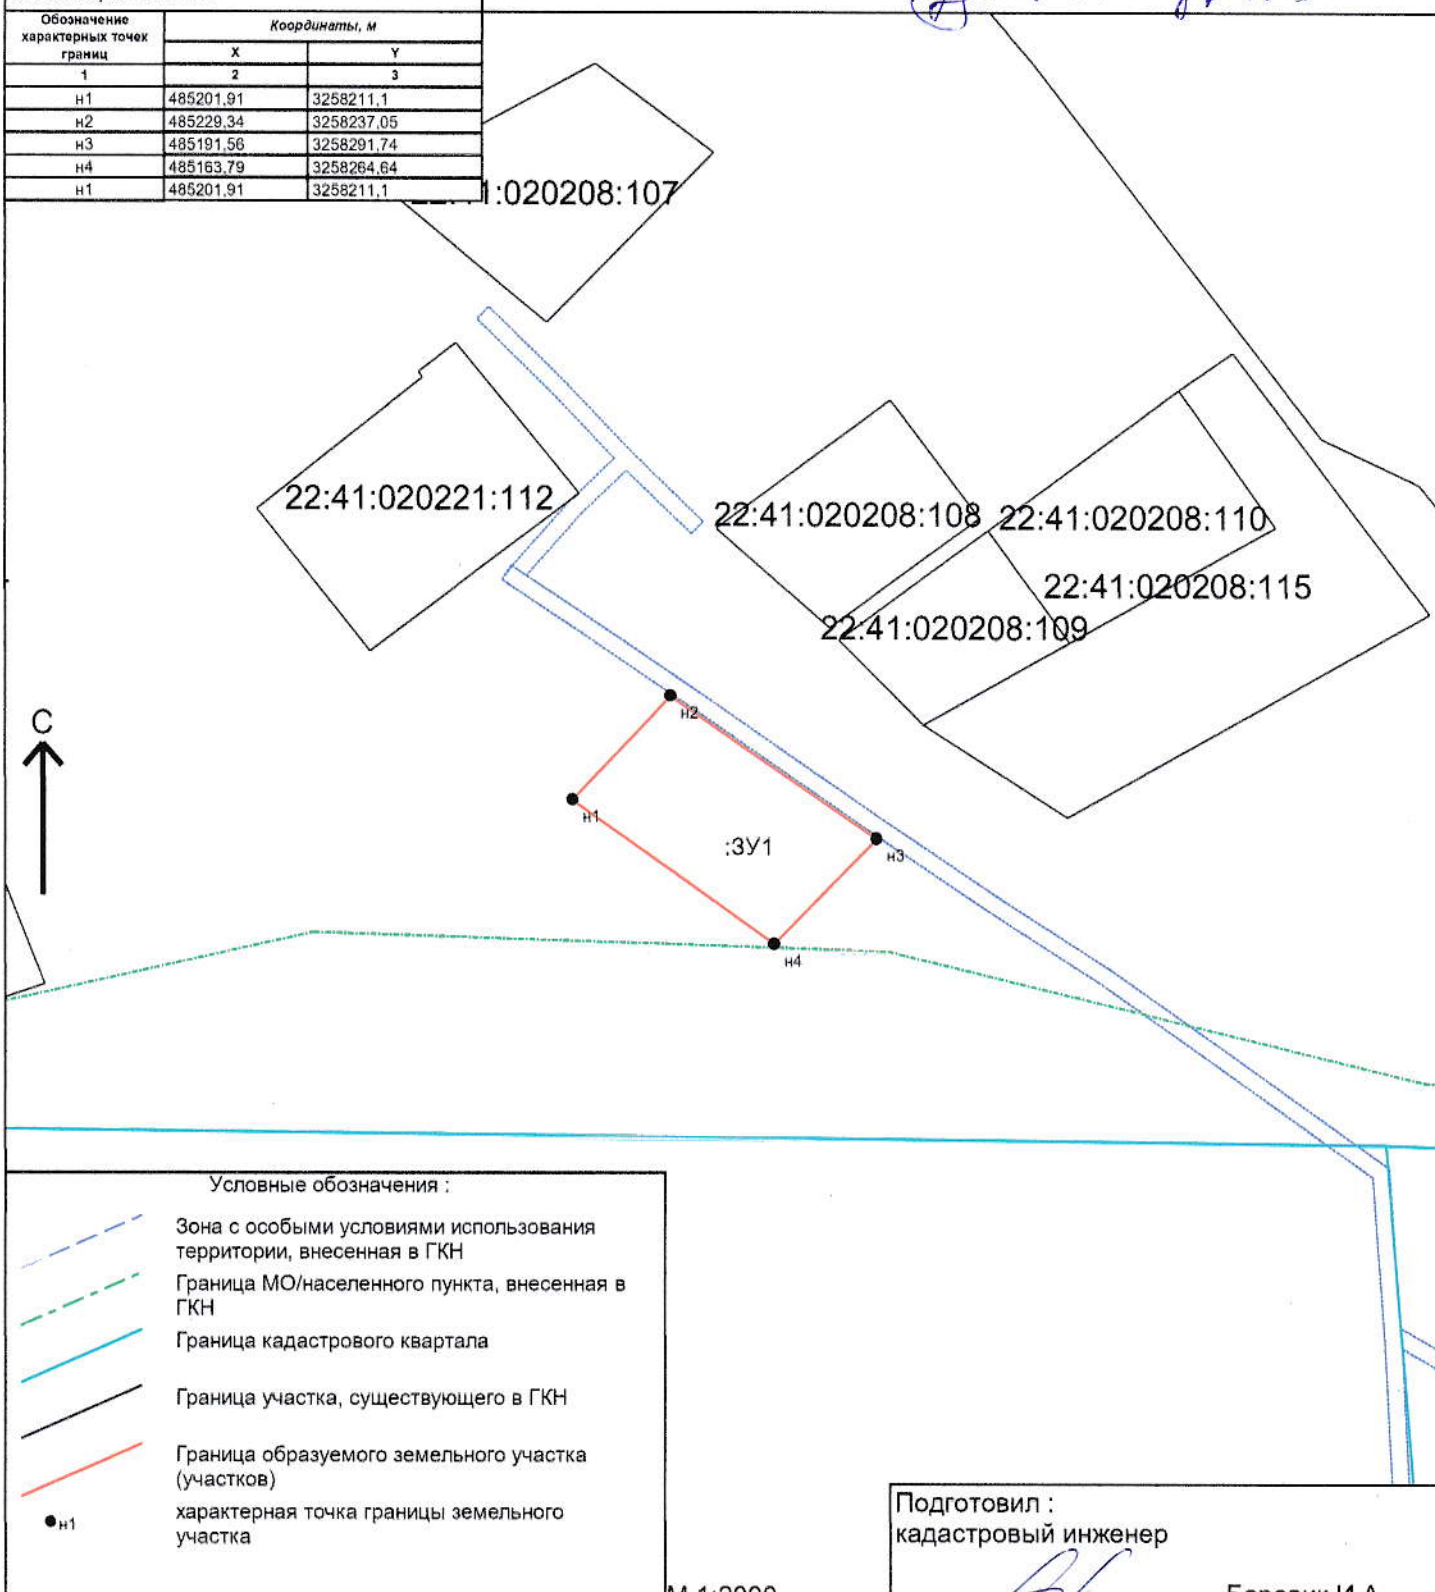 Обозначение характерных точек границ
Координаты, м
X Y
1 2 3
н1 485201,91 3258211,1
н2 485229,34 3258237,05
н3 485191,56 3258291,74
н4 485163,79 3258264,64
н1 485201,91 3258211,1
1:020208:107
22:41:020221:112
22:41:020208:108
22:41:020208:110
22:41:020208:115
22:41:020208:109
С
н2
н1
:ЗУ1
н3
н4
Условные обозначения :
Зона с особыми условиями использования
территории, внесенная в ГКН
Граница МО/населенного пункта, внесенная в
ГКН
Граница кадастрового квартала
Граница участка, существующего в ГКН
Граница образуемого земельного участка
(участков)
н1
характерная точка границы земельного
участка
Подготовил :
кадастровый инженер
М 1:2000